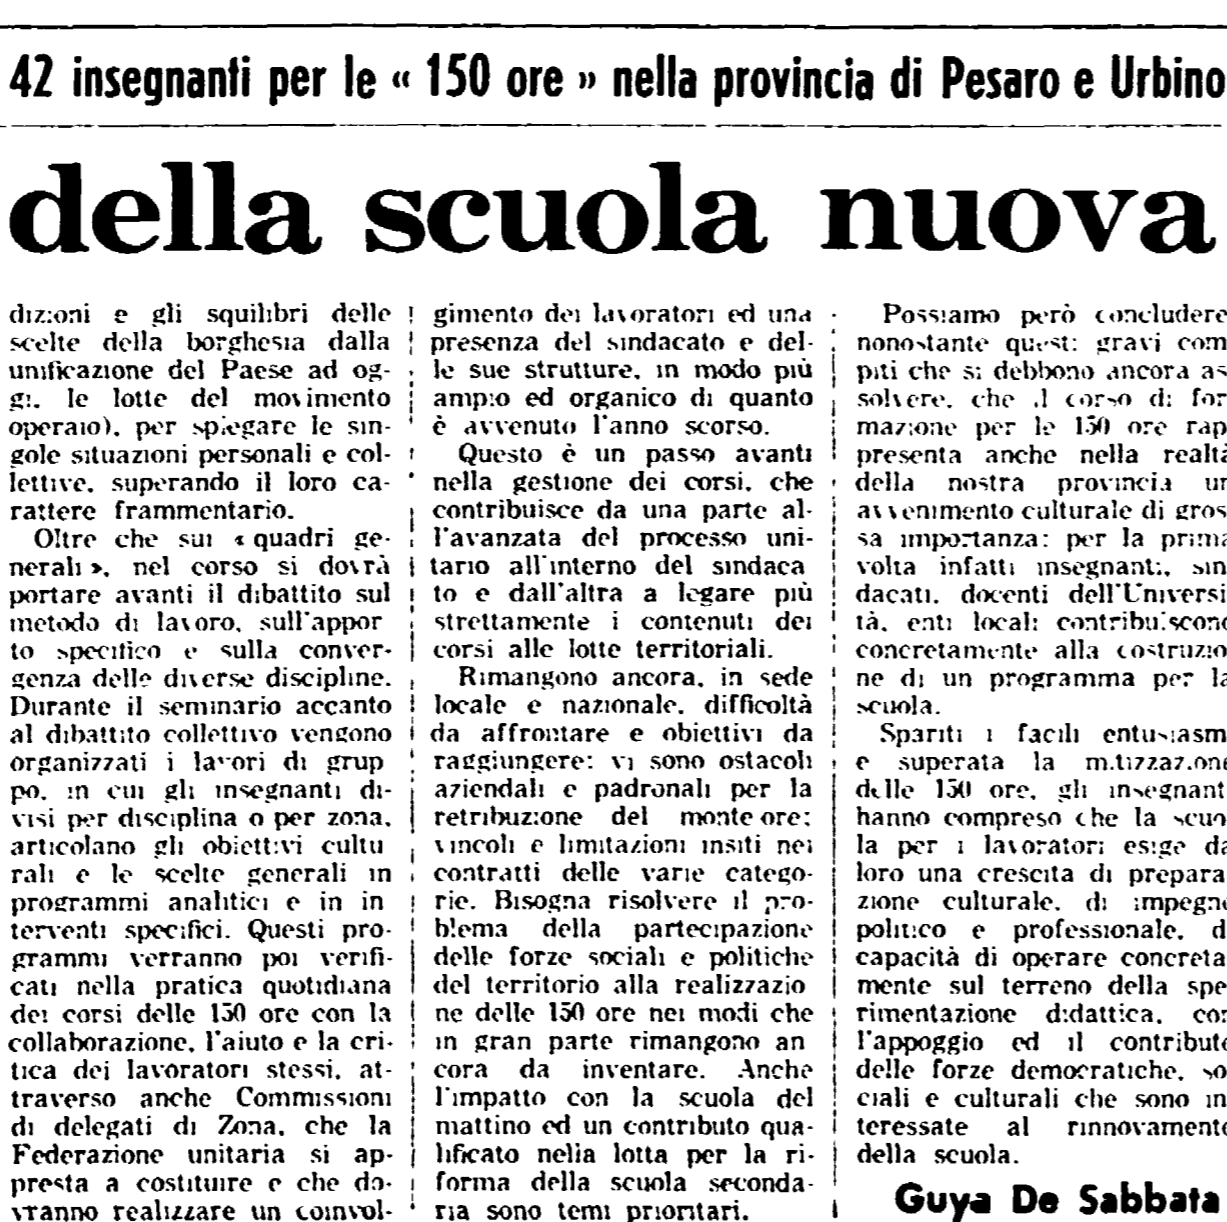 42 insegnanti per le « 150 ore » nella provincia di Pesaro e Urbino
della scuola nuova
dizioni e gli squilibri delle
scelte della borghesia dalla
unificazione del Paese ad og-
gi, le lotte del movimento
operaio), per spiegare le sin-
gole situazioni personali e col-
lettive, superando il loro ca-
rattere frammentario.
Oltre che sui « quadri ge-
nerali », nel corso si dovrà
portare avanti il dibattito sul
metodo di lavoro, sull'appor
to specifico e sulla conver-
genza delle diverse discipline.
Durante il seminario accanto
al dibattito collettivo vengono
organizzati i lavori di grup
po, in cui gli insegnanti di-
visi per disciplina o per zona,
articolano gli obiettivi cultu
rali e le scelte generali in
programmi analitici e in in
terventi specifici. Questi pro-
grammi verranno poi verifi-
cati nella pratica quotidiana
dei corsi delle 150 ore con la
collaborazione, l'aiuto e la cri-
tica dei lavoratori stessi, at-
traverso anche Commissioni
di delegati di Zona, che la
Federazione unitaria si ap-
presta a costituire e che do-
vranno realizzare un coinvol-
gimento dei lavoratori ed una
presenza del sindacato e del-
le sue strutture, in modo più
ampio ed organico di quanto
è avvenuto l'anno scorso.
Questo è un passo avanti
nella gestione dei corsi, che
contribuisce da una parte al-
l'avanzata del processo uni-
tario all'interno del sindaca
to e dall'altra a legare più
strettamente i contenuti dei
corsi alle lotte territoriali.
Rimangono ancora, in sede
locale e nazionale, difficoltà
da affrontare e obiettivi da
raggiungere: vi sono ostacoli
aziendali e padronali per la
retribuzione del monte ore;
vincoli e limitazioni insiti nei
contratti delle varie catego-
rie. Bisogna risolvere il pro-
blema della partecipazione
delle forze sociali e politiche
del territorio alla realizzazio
ne delle 150 ore nei modi che
in gran parte rimangono an
cora da inventare. Anche
l'impatto con la scuola del
mattino ed un contributo qua-
lificato nella lotta per la ri-
forma della scuola seconda-
ria sono temi prioritari.
Possiamo però concludere
nonostante questi gravi com
piti che si debbono ancora as
solvere, che il corso di for
mazione per le 150 ore rap
presenta anche nella realtà
della nostra provincia un
avvenimento culturale di gros
sa importanza: per la prima
volta infatti insegnanti, sin
dacati, docenti dell'Universi
tà, enti locali contribuiscono
concretamente alla costruzio
ne di un programma per la
scuola.
Spariti i facili entusiasm
e superata la mitizzazione
delle 150 ore, gli insegnant
hanno compreso che la scuo
la per i lavoratori esige da
loro una crescita di prepara
zione culturale, di impegno
politico e professionale, d
capacità di operare concreta
mente sul terreno della spe
rimentazione didattica, con
l'appoggio ed il contributo
delle forze democratiche, so
ciali e culturali che sono in
teressate al rinnovamento
della scuola.
Guya De Sabbata